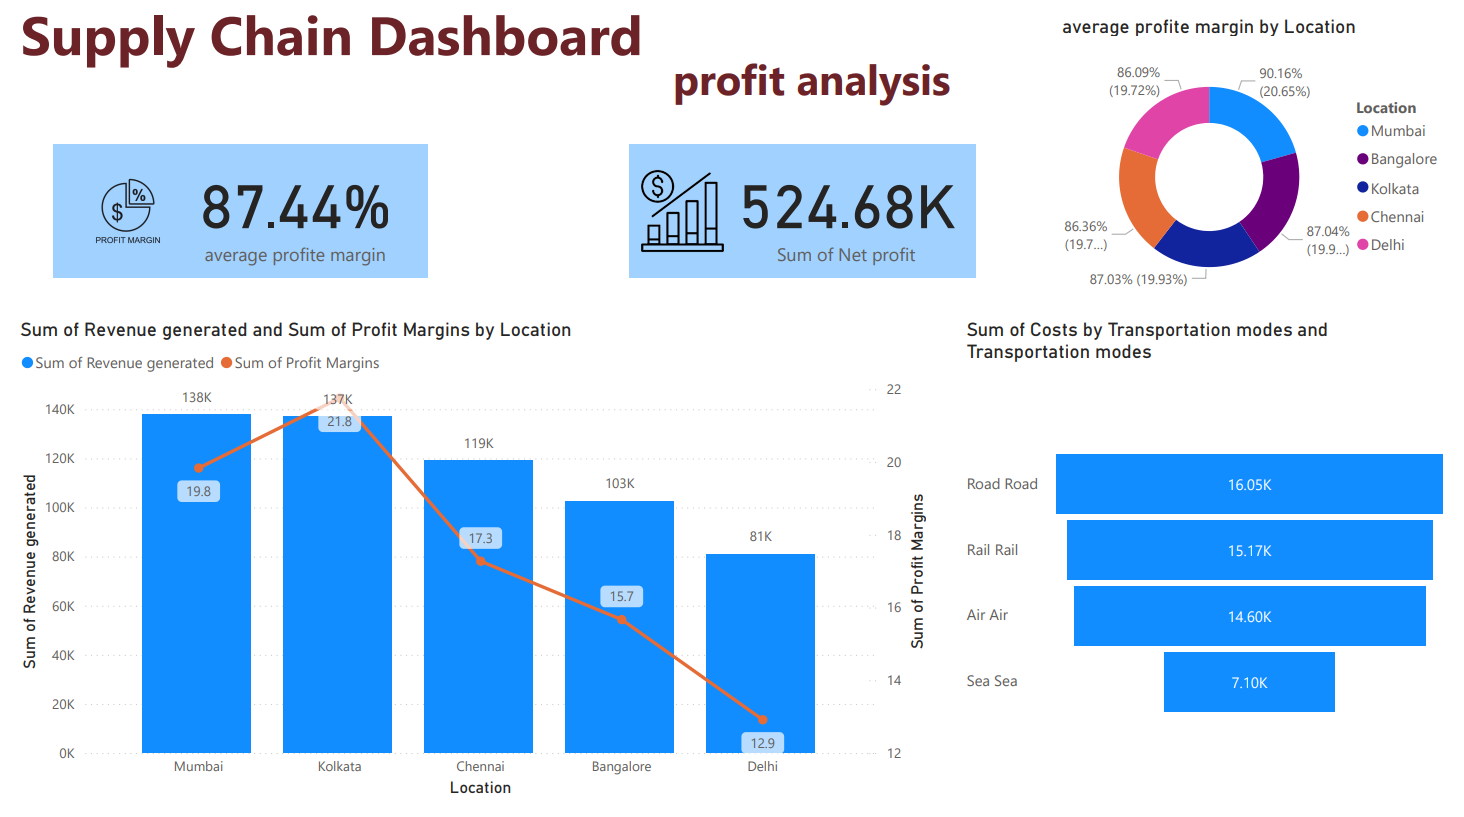 Supply Chain Dashboard
profit analysis
$
%
PROFIT MARGIN
87.44%
average profite margin
$
524.68K
Sum of Net profit
average profite margin by Location
86.09%
(19.72%)
90.16%
(20.65%)
86.36%
(19.7...)
87.04%
(19.9...)
87.03% (19.93%)
Location
Mumbai
Bangalore
Kolkata
Chennai
Delhi
Sum of Revenue generated and Sum of Profit Margins by Location
Sum of Revenue generated
Sum of Profit Margins
Sum of Revenue generated
140K
120K
100K
80K
60K
40K
20K
0K
138K
137K
119K
103K
81K
19.8
21.8
17.3
15.7
12.9
22
20
18
16
14
12
Sum of Profit Margins
Mumbai
Kolkata
Chennai
Bangalore
Delhi
Location
Sum of Costs by Transportation modes and
Transportation modes
Road Road
16.05K
Rail Rail
15.17K
Air Air
14.60K
Sea Sea
7.10K